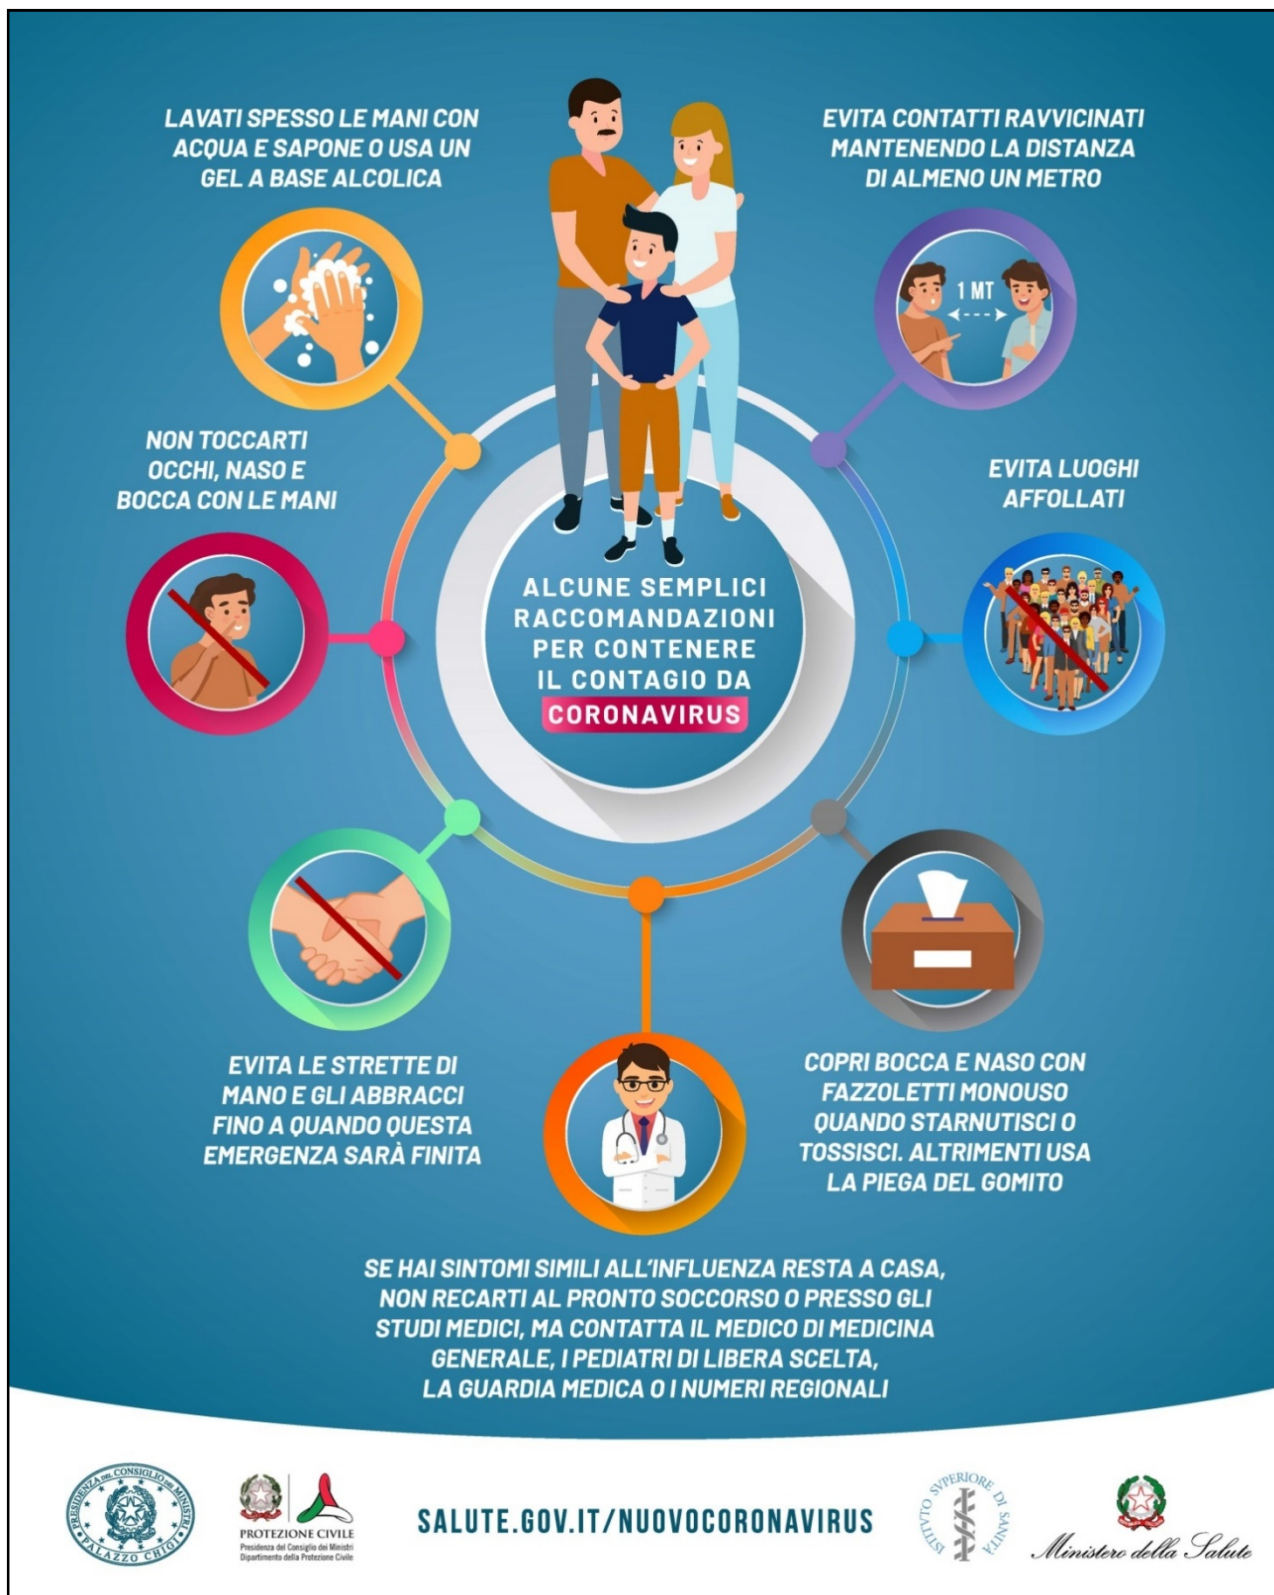 LAVATI SPESSO LE MANI CON
ACQUA E SAPONE O USA UN
GEL A BASE ALCOLICA
EVITA CONTATTI RAVVICINATI
MANTENENDO LA DISTANZA
DI ALMENO UN METRO
1 MT
NON TOCCARTI
OCCHI, NASO E
BOCCA CON LE MANI
EVITA LUOGHI
AFFOLLATI
ALCUNE SEMPLICI
RACCOMANDAZIONI
PER CONTENERE
IL CONTAGIO DA
CORONAVIRUS
EVITA LE STRETTE DI
MANO E GLI ABBRACCI
FINO A QUANDO QUESTA
EMERGENZA SARÀ FINITA
COPRI BOCCA E NASO CON
FAZZOLETTI MONOUSO
QUANDO STARNUTISCI O
TOSSISCI. ALTRIMENTI USA
LA PIEGA DEL GOMITO
SE HAI SINTOMI SIMILI ALL'INFLUENZA RESTA A CASA,
NON RECARTI AL PRONTO SOCCORSO O PRESSO GLI
STUDI MEDICI, MA CONTATTA IL MEDICO DI MEDICINA
GENERALE, I PEDIATRI DI LIBERA SCELTA,
LA GUARDIA MEDICA O I NUMERI REGIONALI
PRESIDENZA DEL CONSIGLIO DEI MINISTRI
PALAZZO CHIGI
PROTEZIONE CIVILE
Presidenza del Consiglio dei Ministri
Dipartimento della Protezione Civile
SALUTE.GOV.IT/NUOVOCORONAVIRUS
ISTITUTO SVPERIORE DI SANITÀ
Ministero della Salute